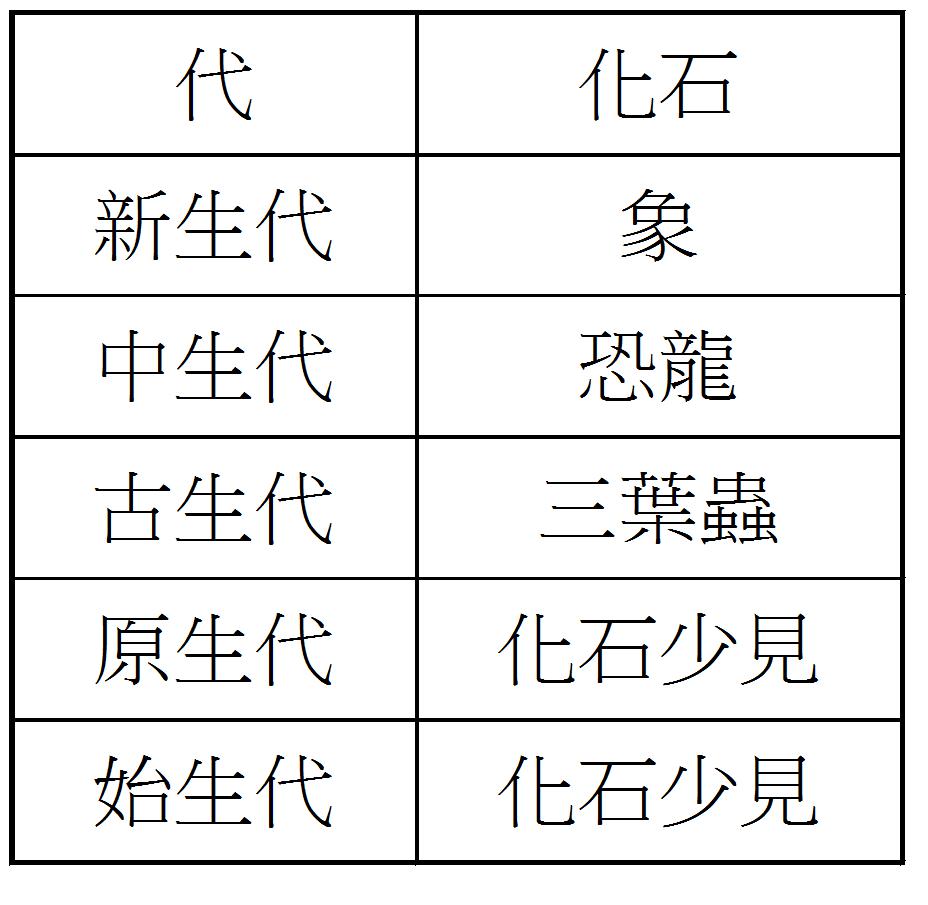 代 化石
新生代 象
中生代 恐龍
古生代 三葉蟲
原生代 化石少見
始生代 化石少見